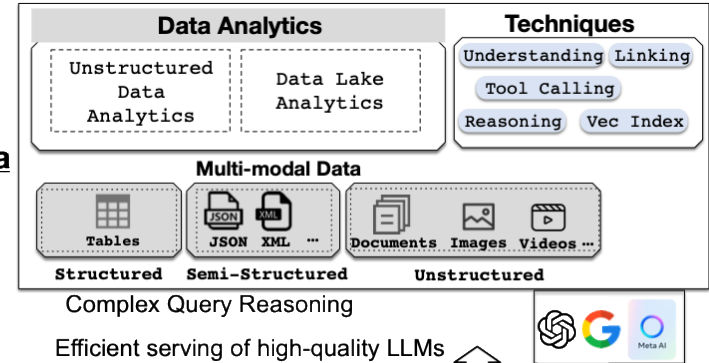 Data Analytics
Techniques
Unstructured
Data
Analytics
Data Lake
Analytics
Understanding Linking
Tool Calling
Reasoning Vec Index
a
Multi-modal Data
JSON XML
Tables
JSON XML ...
Documents Images Videos ...
Structured Semi-Structured Unstructured
Complex Query Reasoning
Efficient serving of high-quality LLMs
Meta AI